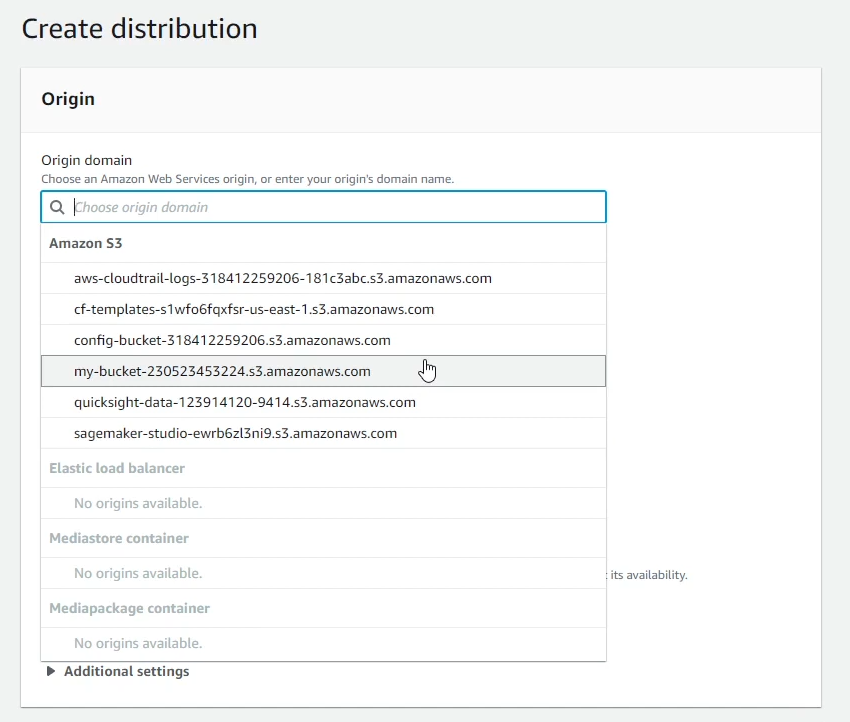 Create distribution
Origin
Origin domain
Choose an Amazon Web Services origin, or enter your origin's domain name.
Choose origin domain
Amazon S3
aws-cloudtrail-logs-318412259206-181c3abc.s3.amazonaws.com
cf-templates-s1wfo6fqxfsr-us-east-1.s3.amazonaws.com
config-bucket-318412259206.s3.amazonaws.com
my-bucket-230523453224.s3.amazonaws.com
quicksight-data-123914120-9414.s3.amazonaws.com
sagemaker-studio-ewrb6zl3ni9.s3.amazonaws.com
Elastic load balancer
No origins available.
Mediastore container
No origins available.
its availability.
Mediapackage container
No origins available.
Additional settings